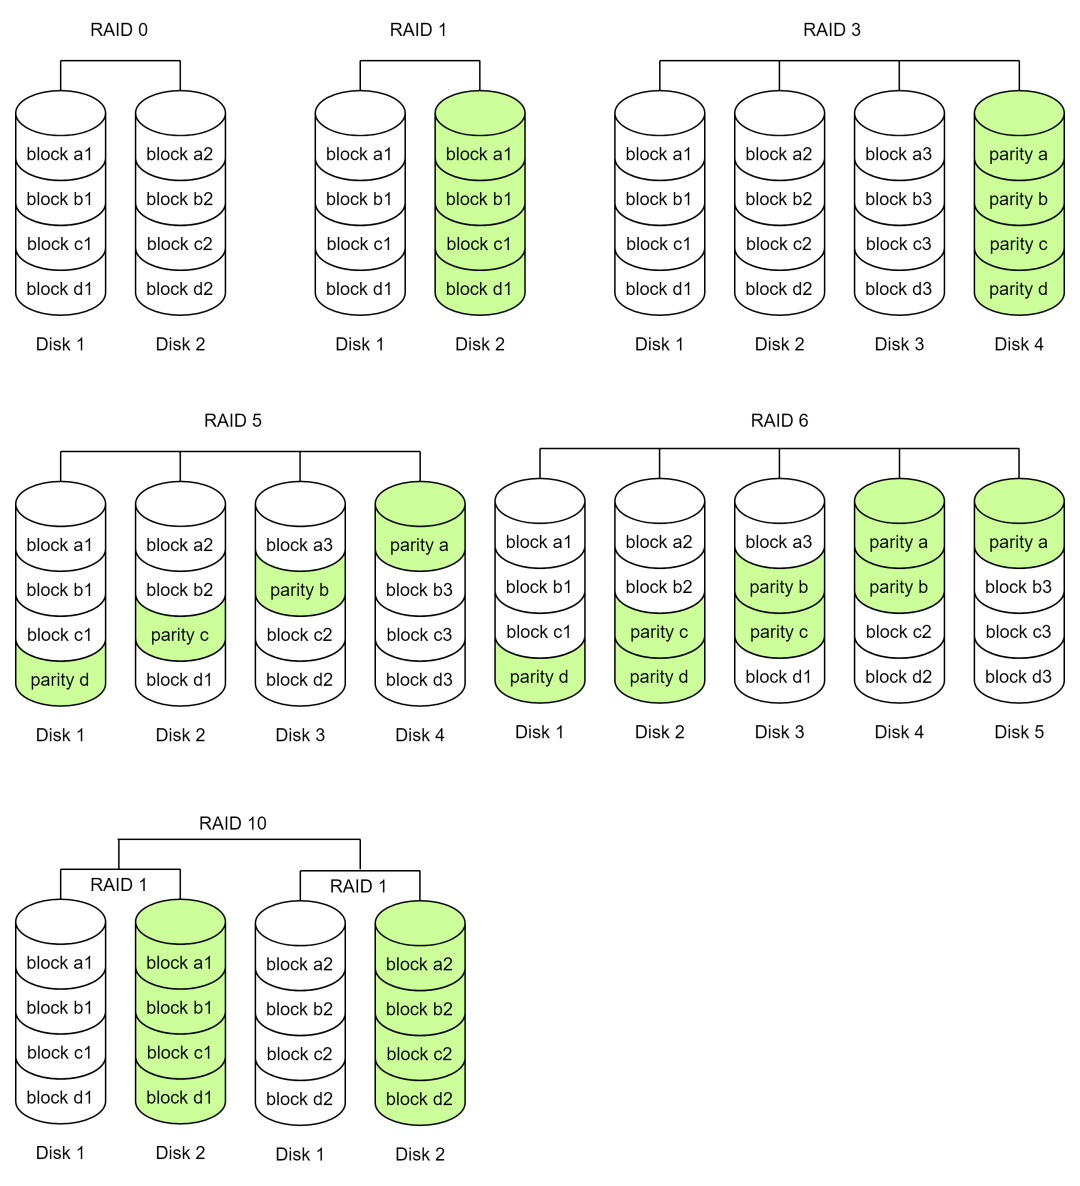 RAID 0
RAID 1
RAID 3
block a1 block a2 block a1 block a1 block a1 block a2 block a3 parity a
block b1 block b2 block b1 block b1 block b1 block b2 block b3 parity b
block c1 block c2 block c1 block c1 block c1 block c2 block c3 parity c
block d1 block d2 block d1 block d1 block d1 block d2 block d3 parity d
Disk 1 Disk 2 Disk 1 Disk 2 Disk 1 Disk 2 Disk 3 Disk 4
RAID 5
RAID 6
block a1 block a2 block a3 parity a block a1 block a2 block a3 parity a parity a
block b1 block b2 parity b block b3 block b1 block b2 parity b parity b block b3
block c1 parity c block c2 block c3 block c1 parity c parity c block c2 block c3
parity d block d1 block d2 block d3 parity d parity d block d1 block d2 block d3
Disk 1 Disk 2 Disk 3 Disk 4 Disk 1 Disk 2 Disk 3 Disk 4 Disk 5
RAID 10
RAID 1 RAID 1
block a1 block a1 block a2 block a2
block b1 block b1 block b2 block b2
block c1 block c1 block c2 block c2
block d1 block d1 block d2 block d2
Disk 1 Disk 2 Disk 1 Disk 2